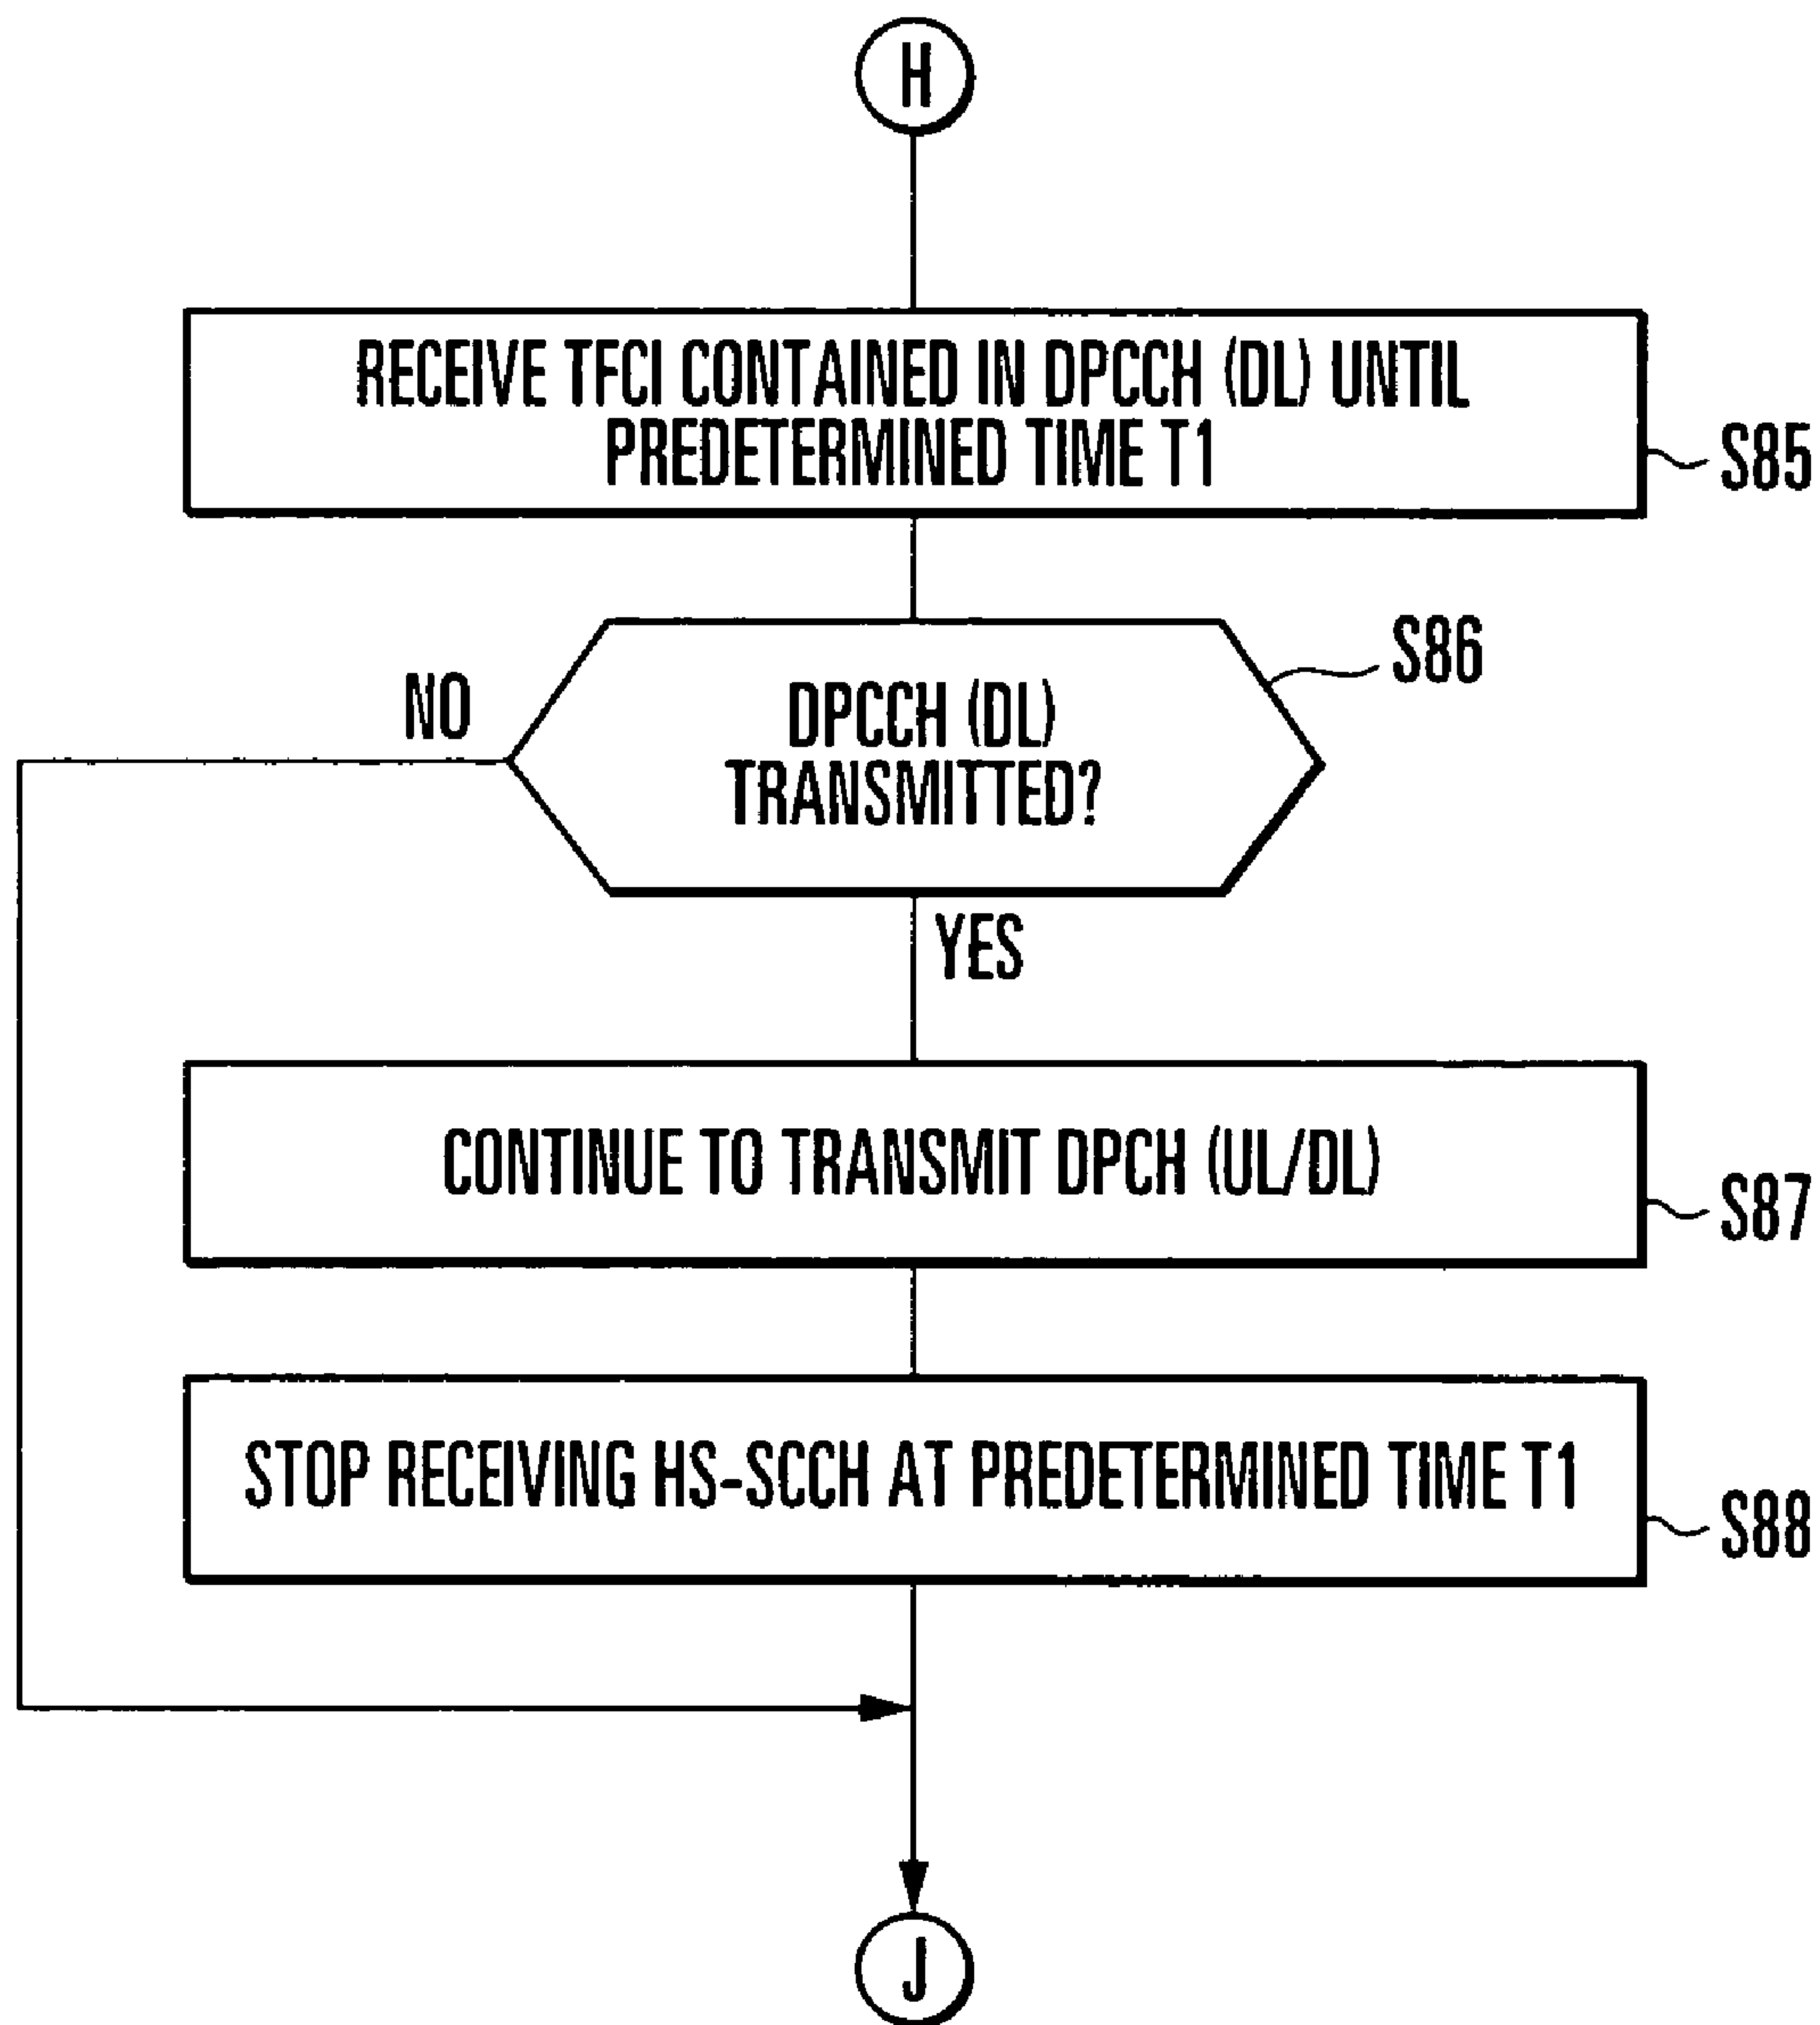 H
RECEIVE TFCI CONTAINED IN DPCCH (DL) UNTIL
PREDETERMINED TIME T1
S85
S86
NO
DPCCH (DL)
TRANSMITTED?
YES
CONTINUE TO TRANSMIT DPCH (UL/DL)
S87
STOP RECEIVING HS-SCCH AT PREDETERMINED TIME T1
S88
J